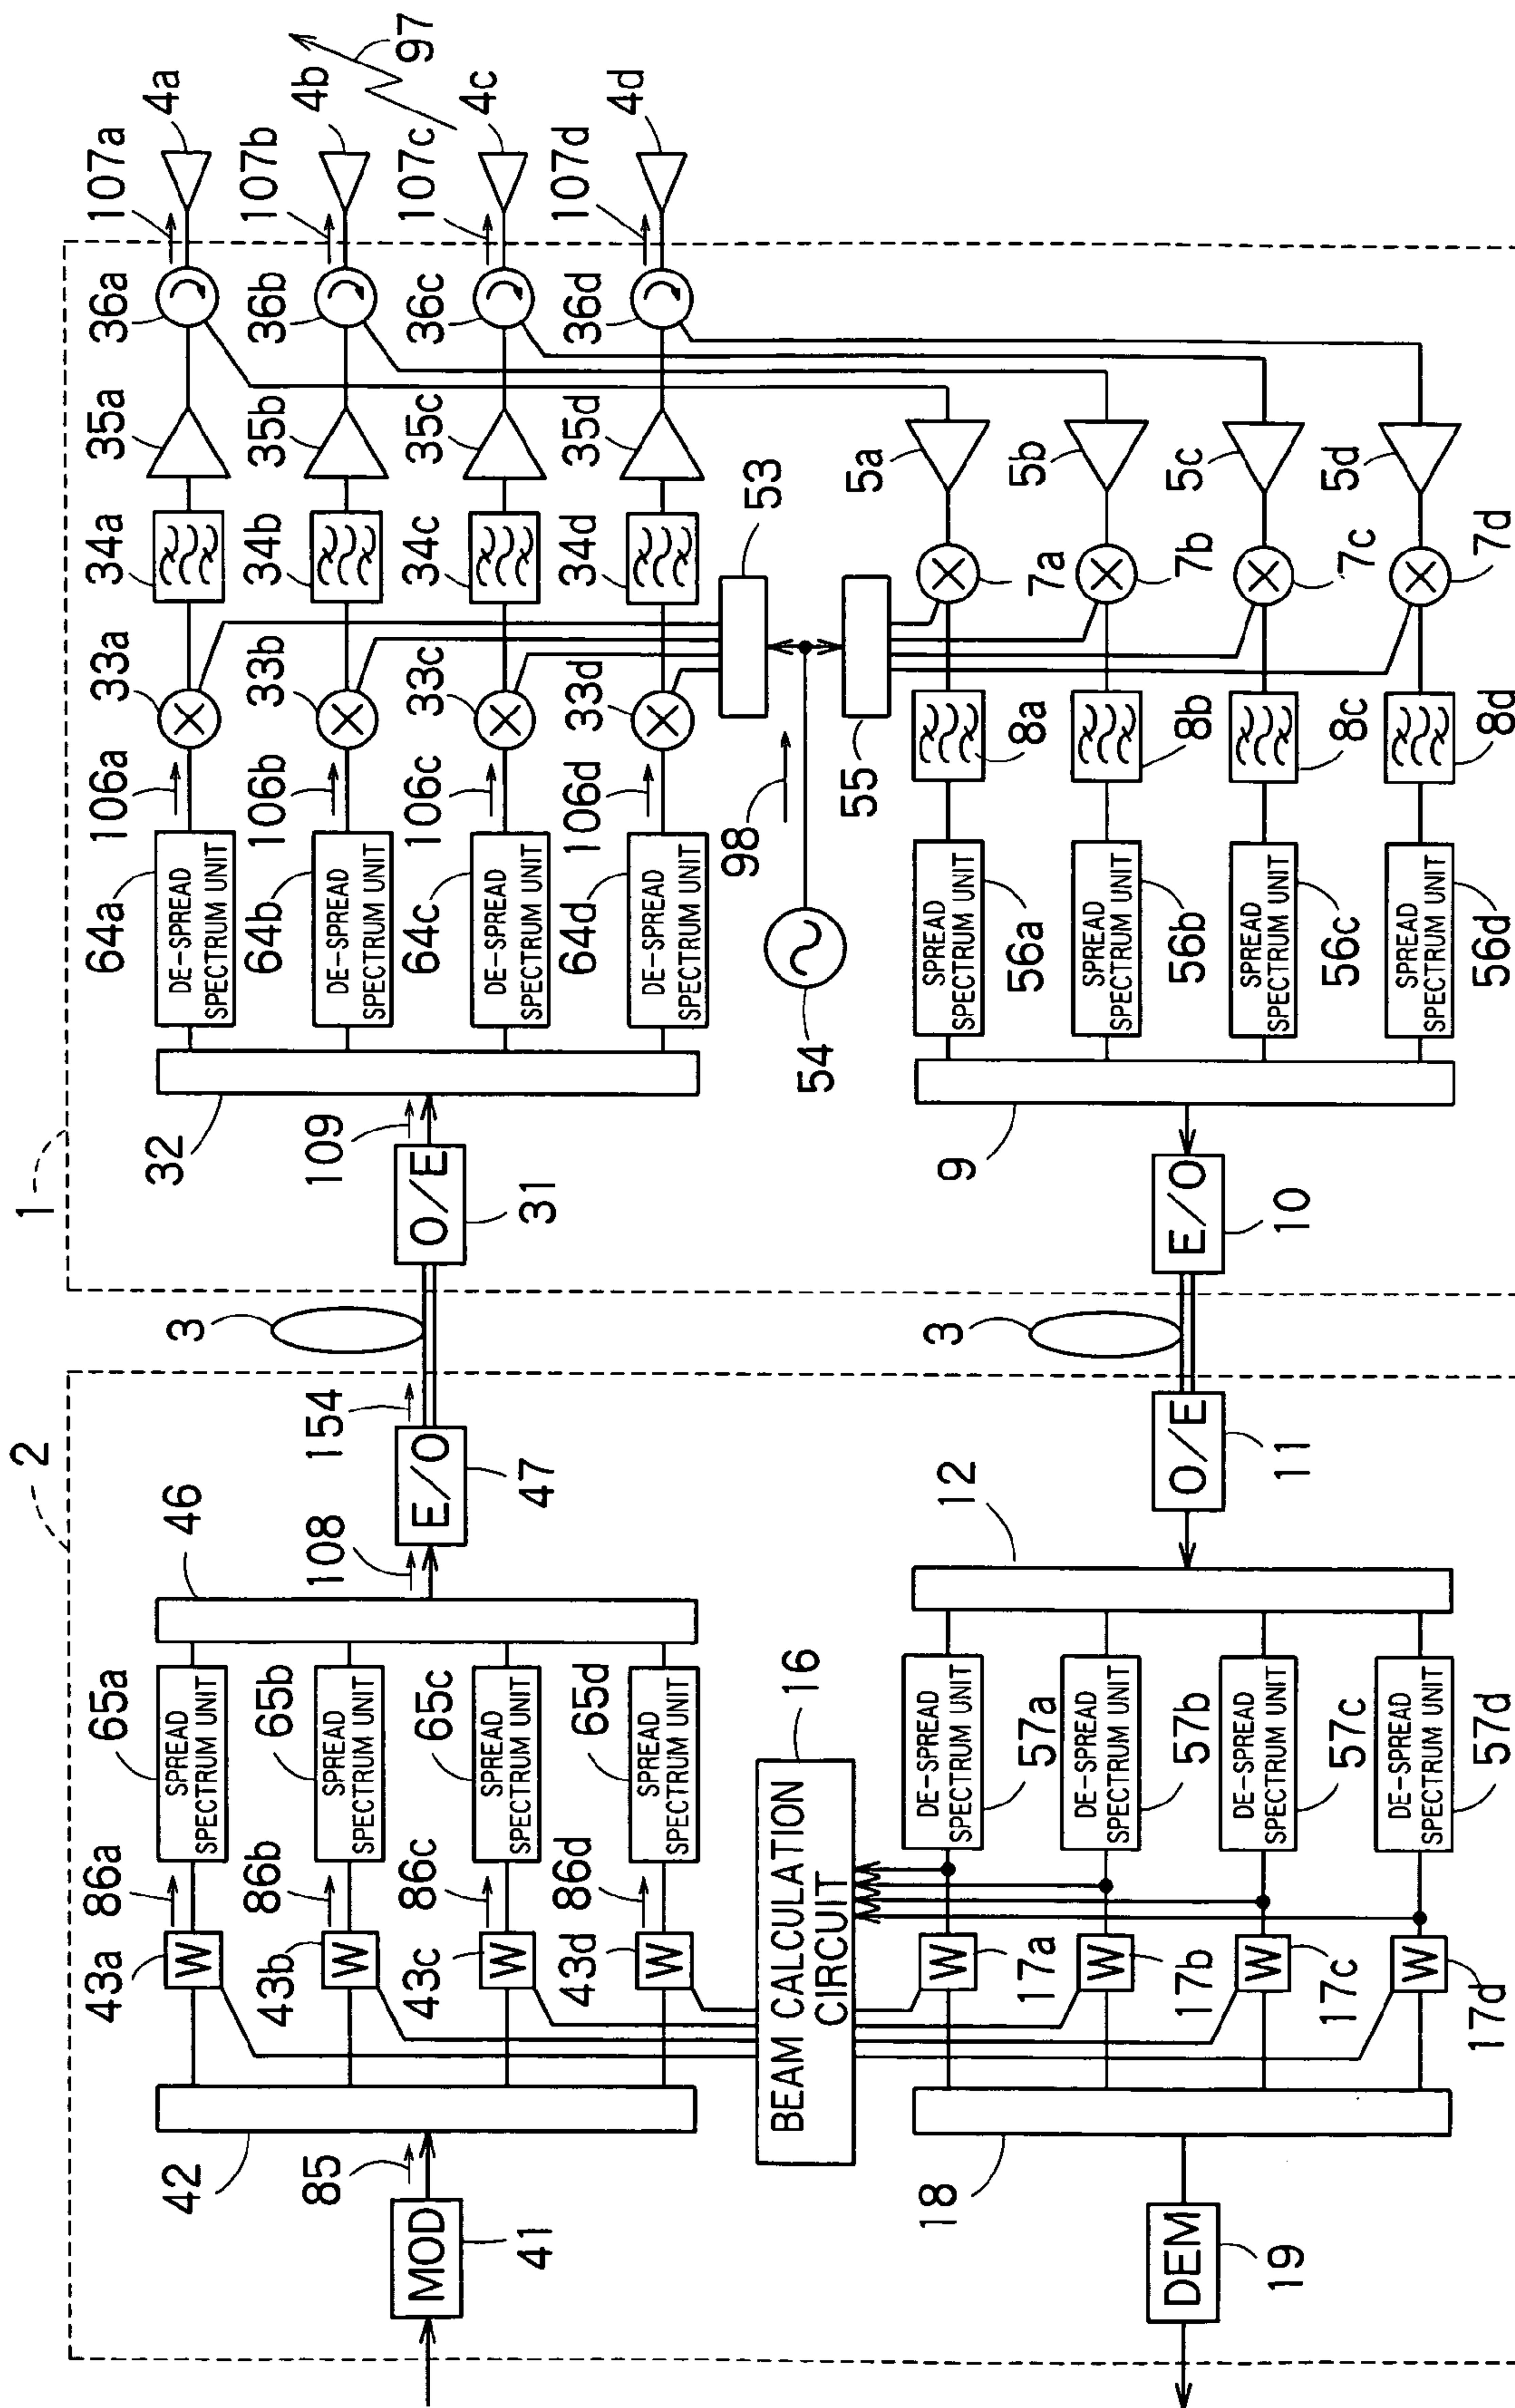 1
2
107a
4a
107b
4b
97
107c
4c
107d
4d
36a
36b
36c
36d
35a
35b
35c
35d
34a
34b
34c
34d
53
5a
5b
5c
5d
33a
33b
33c
33d
7a
7b
7c
7d
106a
106b
106c
106d
98
55
8a
8b
8c
8d
64a
DE-SPREAD
SPECTRUM UNIT
64b
DE-SPREAD
SPECTRUM UNIT
64c
DE-SPREAD
SPECTRUM UNIT
64d
DE-SPREAD
SPECTRUM UNIT
54
SPREAD
SPECTRUM UNIT
56a
SPREAD
SPECTRUM UNIT
56b
SPREAD
SPECTRUM UNIT
56c
SPREAD
SPECTRUM UNIT
56d
32
109
O/E
31
9
E/O
10
3
3
154
E/O
47
108
46
O/E
11
12
65a
SPREAD
SPECTRUM UNIT
65b
SPREAD
SPECTRUM UNIT
65c
SPREAD
SPECTRUM UNIT
65d
SPREAD
SPECTRUM UNIT
16
BEAM CALCULATION
CIRCUIT
DE-SPREAD
SPECTRUM UNIT
57a
DE-SPREAD
SPECTRUM UNIT
57b
DE-SPREAD
SPECTRUM UNIT
57c
DE-SPREAD
SPECTRUM UNIT
57d
86a
86b
86c
86d
43a
W
43b
W
43c
W
43d
W
W
17a
W
17b
W
17c
W
17d
42
85
MOD
41
18
DEM
19